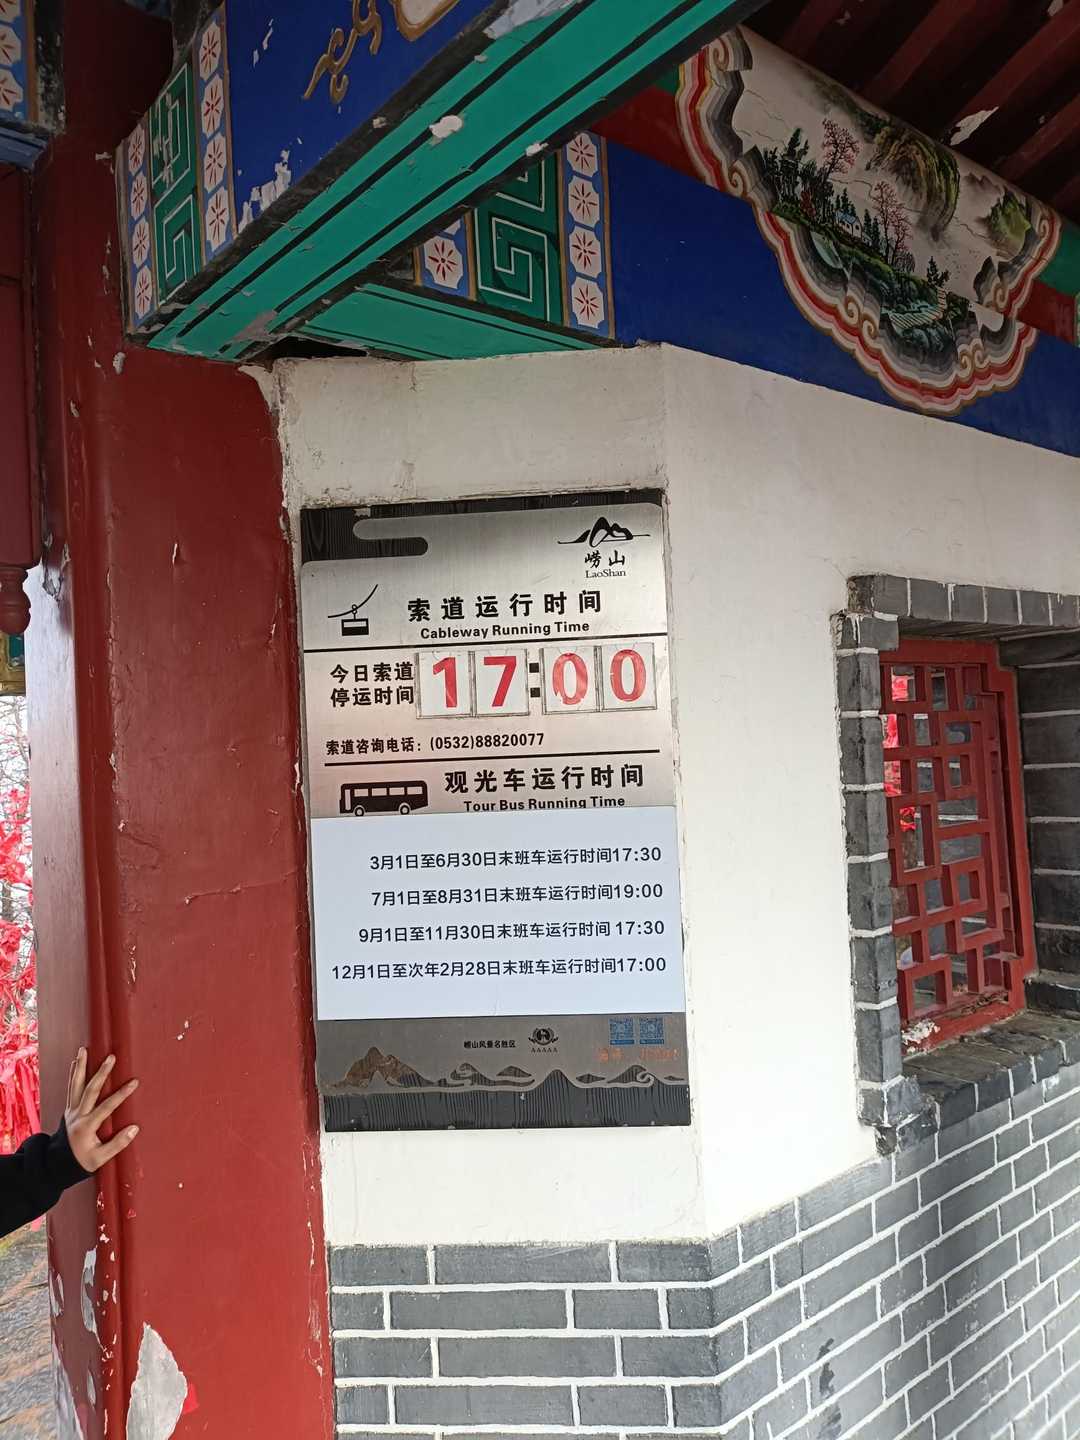 崂山
LaoShan
索道运行时间
Cableway Running Time
今日索道
停运时间
17:00
索道咨询电话：(0532)88820077
观光车运行时间
Tour Bus Running Time
3月1日至6月30日末班车运行时间17:30
7月1日至8月31日末班车运行时间19:00
9月1日至11月30日末班车运行时间 17:30
12月1日至次年2月28日末班车运行时间17:00
崂山风景名胜区
AAAAA